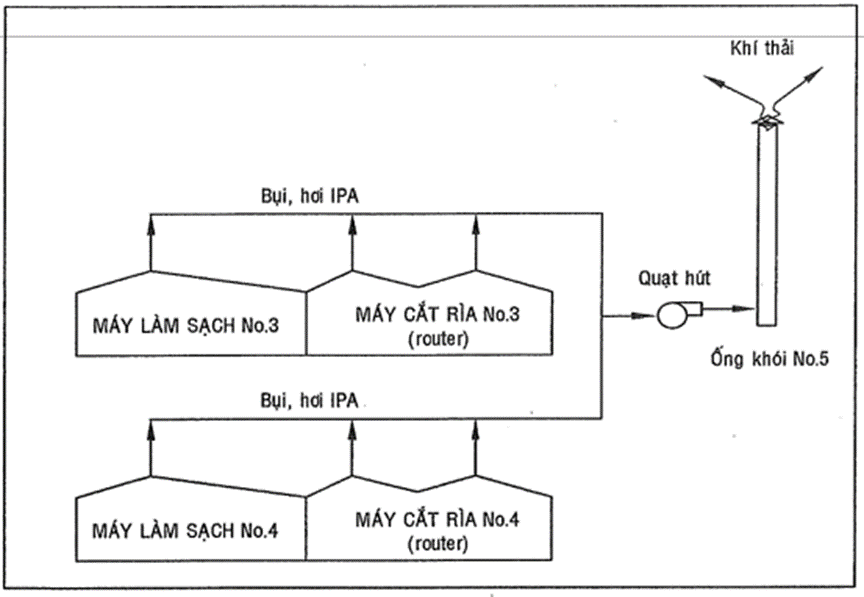 Khí thải
Bụi, hơi IPA
Quạt hút
MÁY LÀM SẠCH No.3
MÁY CẮT RÌA No.3
(router)
Ống khói No.5
Bụi, hơi IPA
MÁY LÀM SẠCH No.4
MÁY CẮT RÌA No.4
(router)